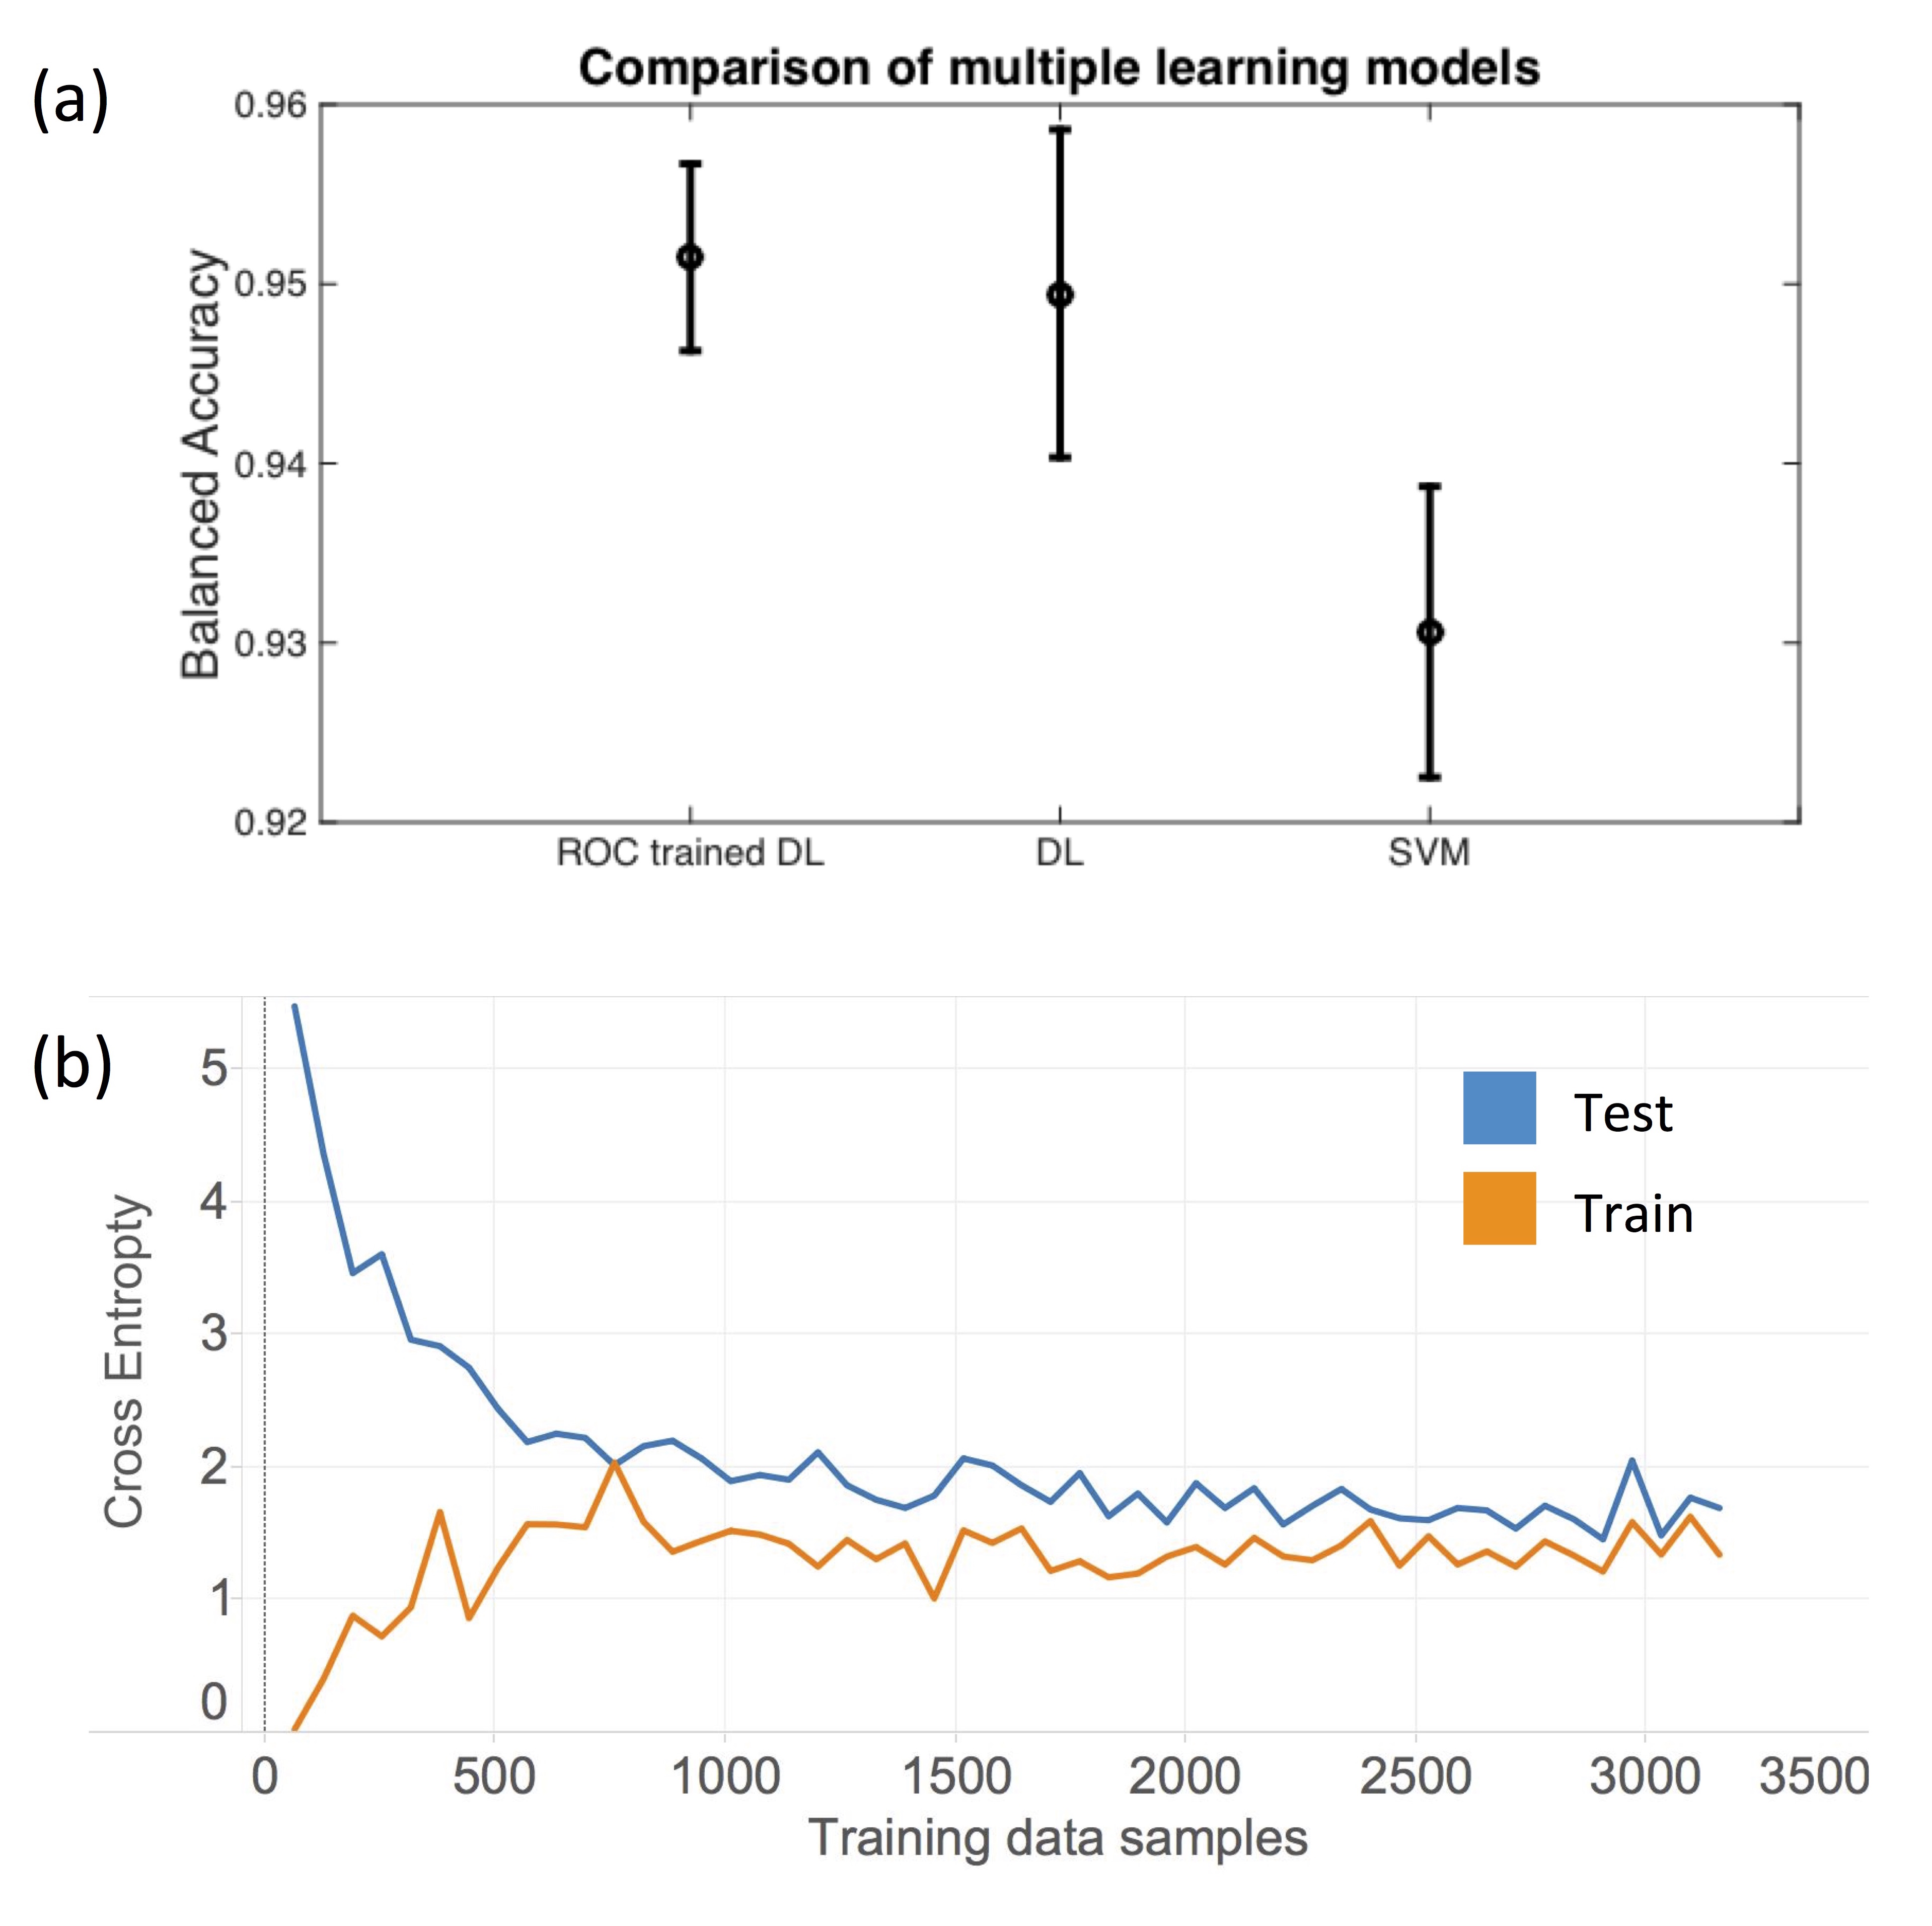 (a)
Comparison of multiple learning models
0.96
0.95
0.94
0.93
0.92
Balanced Accuracy
ROC trained DL
DL
SVM
(b)
5
4
3
2
1
0
Cross Entropy
Test
Train
0
500
1000
1500
2000
2500
3000
3500
Training data samples